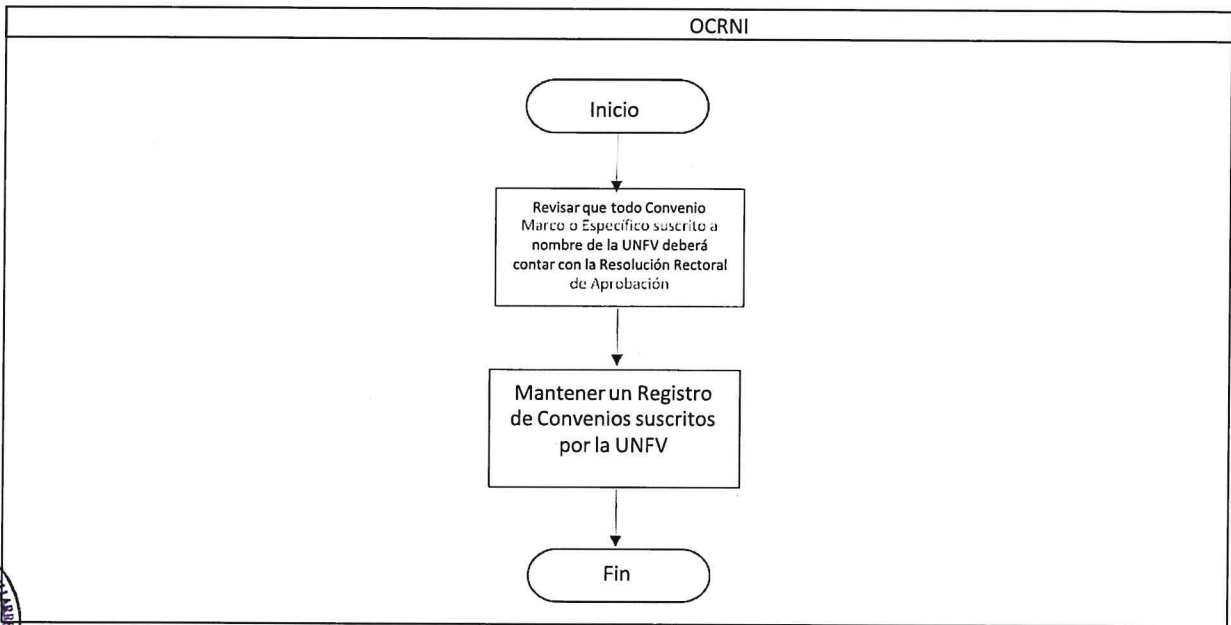 OCRNI
Inicio
Revisar que todo Convenio
Marco o Específico suscrito a
nombre de la UNFV deberá
contar con la Resolución Rectoral
de Aprobación
Mantener un Registro
de Convenios suscritos
por la UNFV
Fin